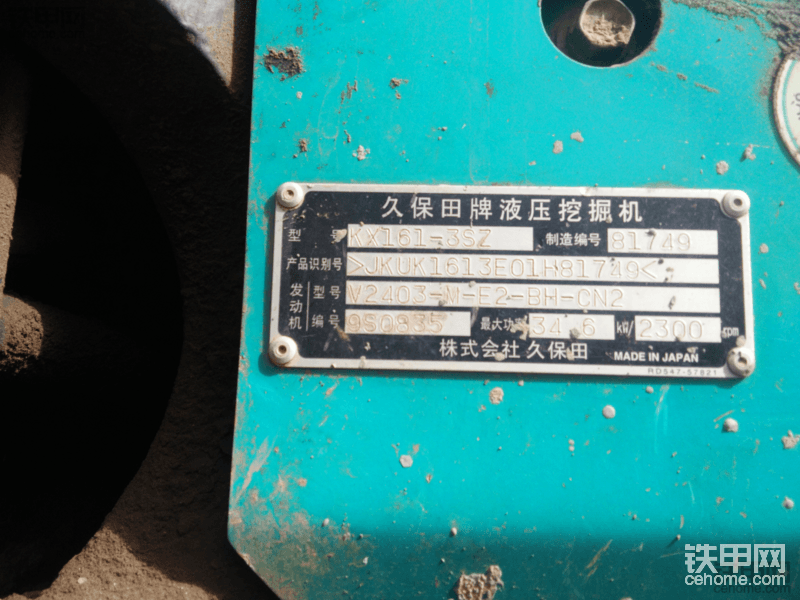 久保田牌液压挖掘机
型号 KX161-3SZ 制造编号 81749
产品识别号 >JKUK1613E01H81749<
发动机 型号 V2403-M-E2-BH-CN2
编号 9S0835 最大功率 34.6 kW/ 2300 rpm
株式会社久保田 MADE IN JAPAN
RD547-57821
铁甲网
cehome.com